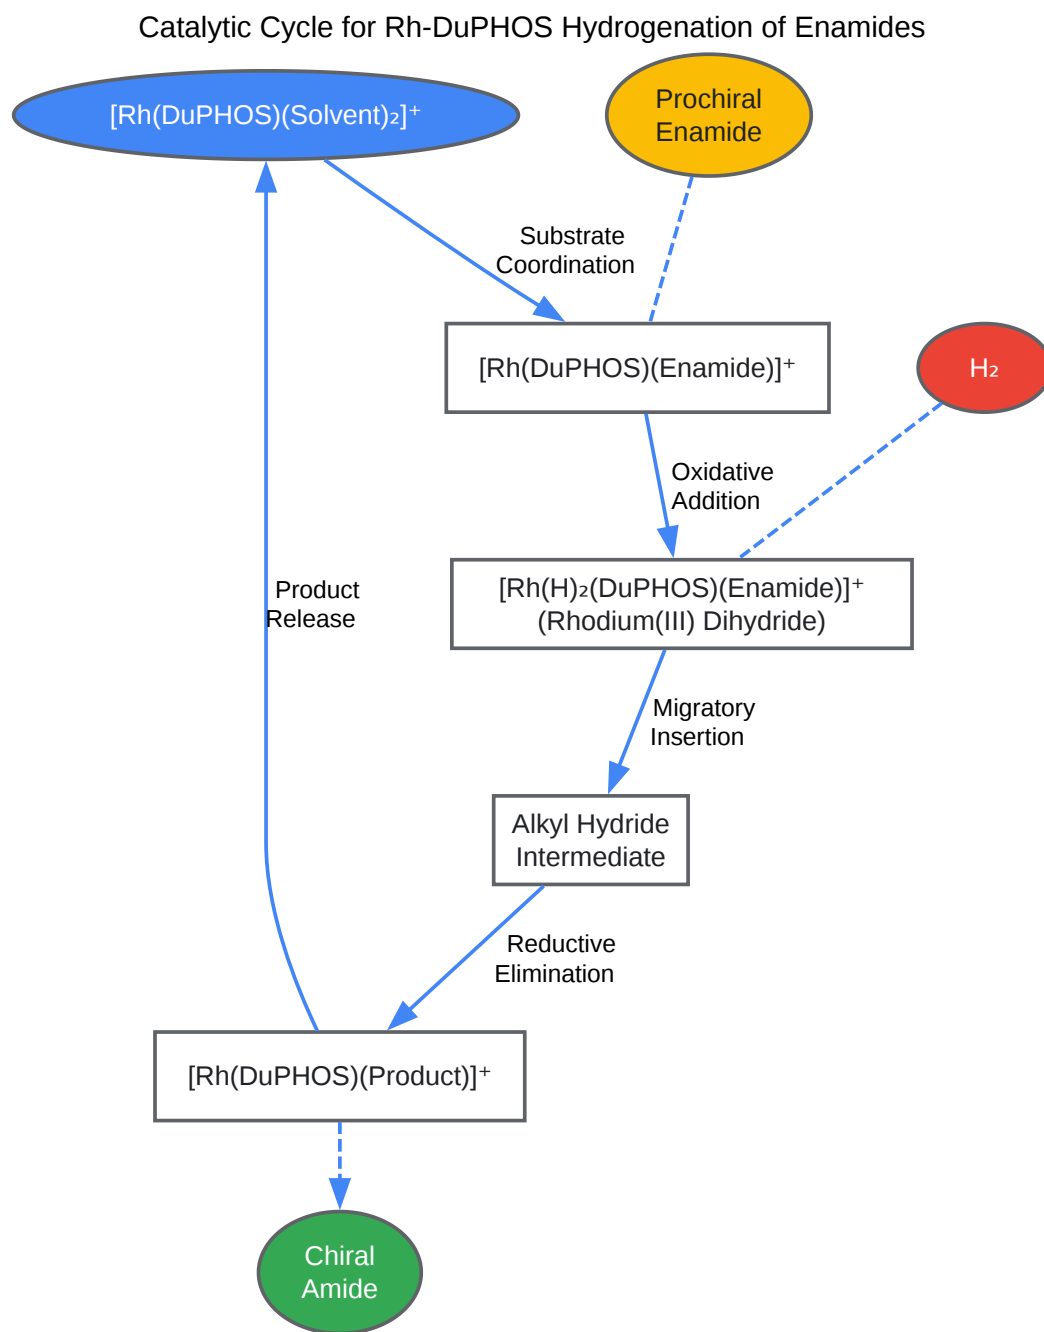 Catalytic Cycle for Rh-DuPHOS Hydrogenation of Enamides
[Rh(DuPHOS)(Solvent)₂]⁺
Prochiral
Enamide
Substrate
Coordination
[Rh(DuPHOS)(Enamide)]⁺
H₂
Oxidative
Addition
[Rh(H)₂(DuPHOS)(Enamide)]⁺
(Rhodium(III) Dihydride)
Product
Release
Migratory
Insertion
Alkyl Hydride
Intermediate
Reductive
Elimination
[Rh(DuPHOS)(Product)]⁺
Chiral
Amide